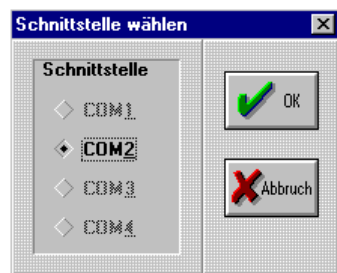 Schnittstelle wählen
Schnittstelle
COM1
COM2
COM3
COM4
OK
Abbruch